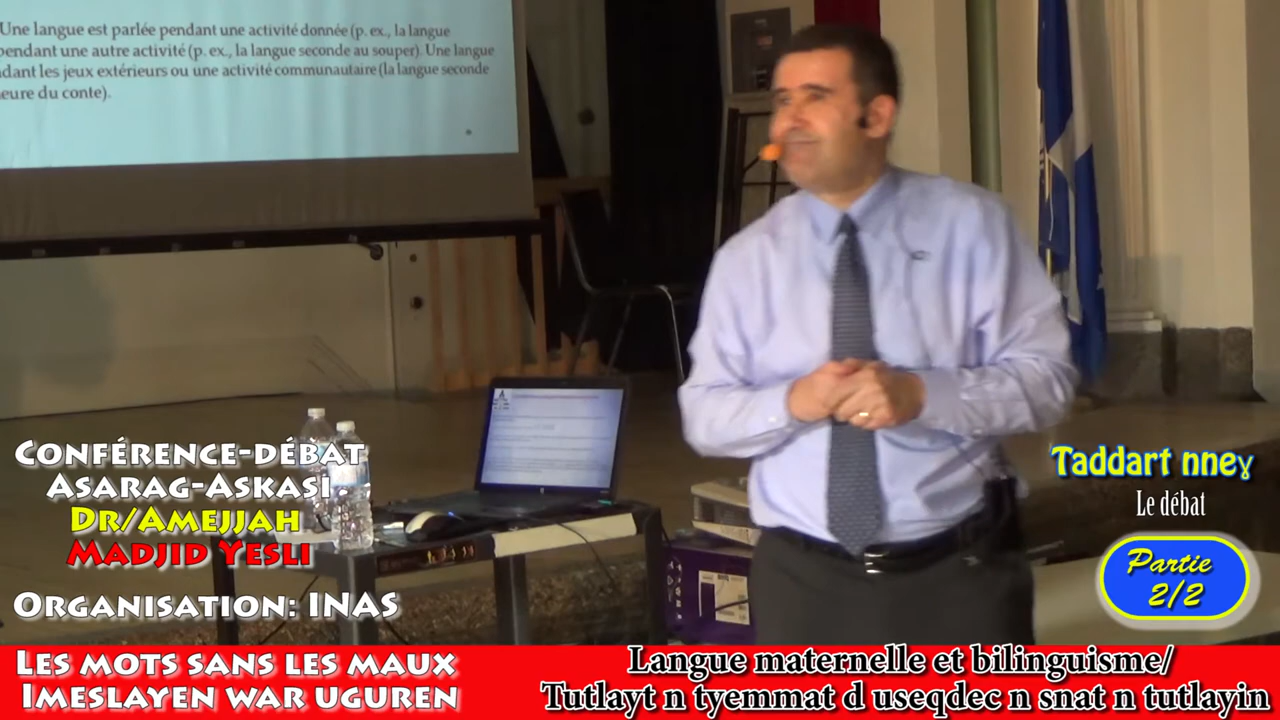 Une langue est parlée pendant une activité donnée (p. ex., la langue
pendant une autre activité (p. ex., la langue seconde au souper). Une langue
dant les jeux extérieurs ou une activité communautaire (la langue seconde
eure du conte).
Conférence-débat
Asarag-Askasi
Dr/Amejjah
Madjid Yesli
Organisation: INAS
Taddart nneɣ
Le débat
Partie
2/2
Les mots sans les maux
Imeslayen war uguren
Langue maternelle et bilinguisme/
Tutlayt n tyemmat d useqdec n snat n tutlayin